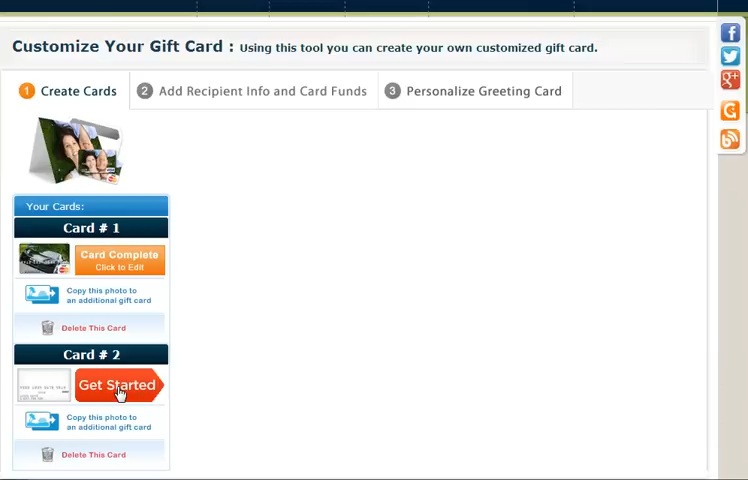 Customize Your Gift Card : Using this tool you can create your own customized gift card.
1 Create Cards
2 Add Recipient Info and Card Funds
3 Personalize Greeting Card
Your Cards:
Card # 1
Card Complete
Click to Edit
Copy this photo to
an additional gift card
Delete This Card
Card # 2
Get Started
Copy this photo to
an additional gift card
Delete This Card